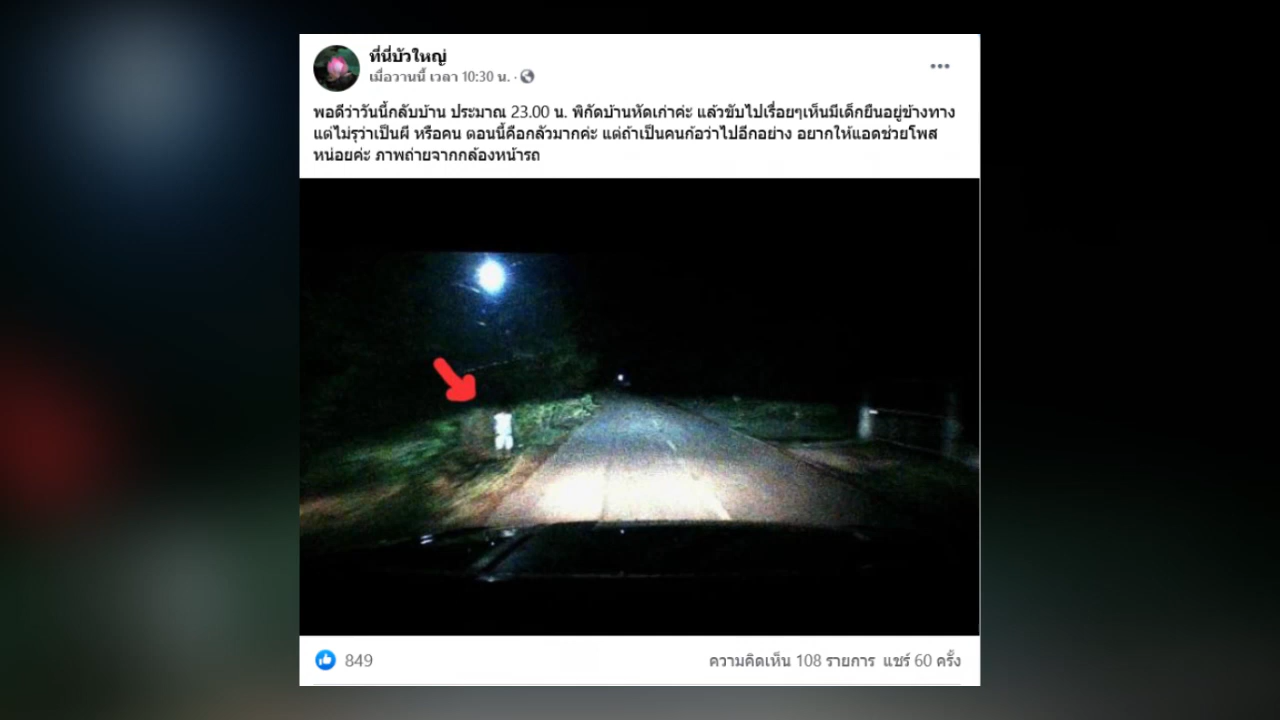 ที่นี่บัวใหญ่
เมื่อวานนี้ เวลา 10:30 น. ·
พอดีว่าวันนี้กลับบ้าน ประมาณ 23.00 น. พิกัดบ้านหัดเก่าค่ะ แล้วขับไปเรื่อยๆเห็นมีเด็กยืนอยู่ข้างทาง
แต่ไม่รุว่าเป็นผี หรือคน ตอนนี้คือกลัวมากค่ะ แต่ถ้าเป็นคนก้อว่าไปอีกอย่าง อยากให้แอดช่วยโพส
หน่อยค่ะ ภาพถ่ายจากกล้องหน้ารถ
849
ความคิดเห็น 108 รายการ แชร์ 60 ครั้ง